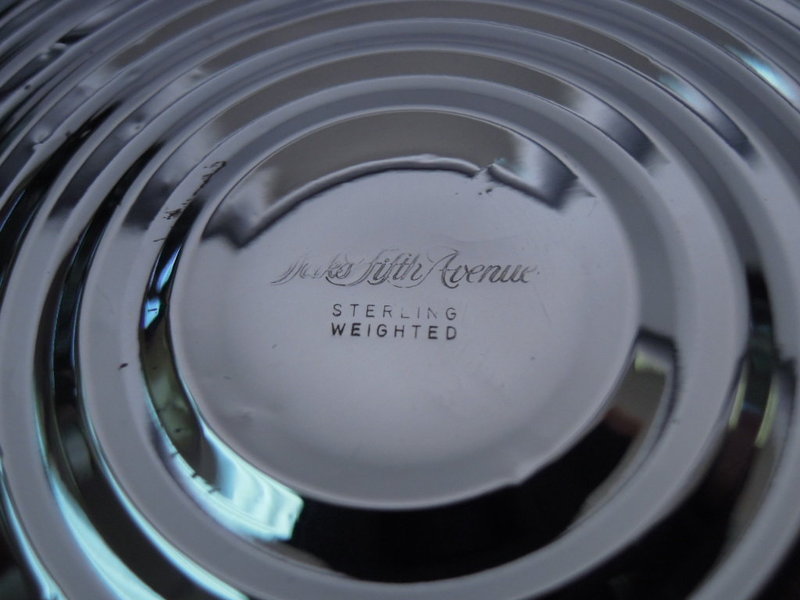 Saks Fifth Avenue
STERLING
WEIGHTED